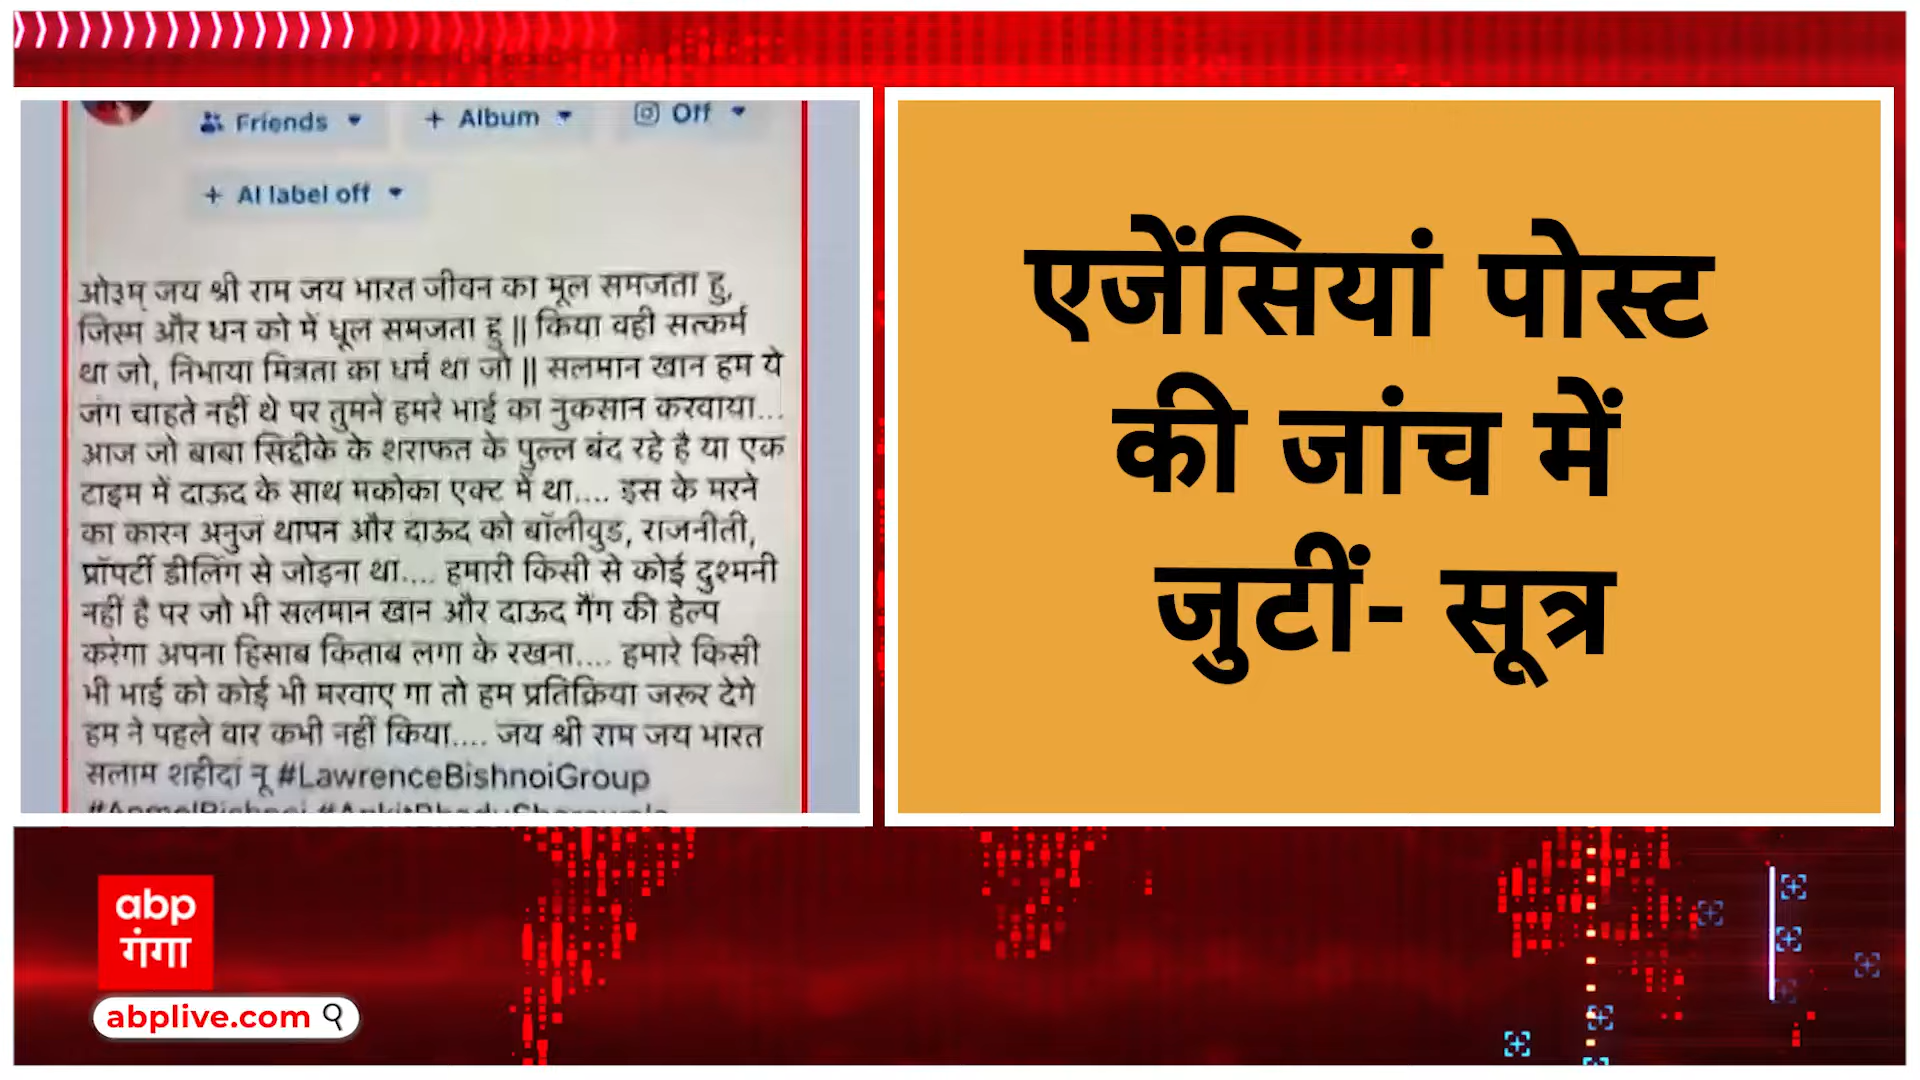 Friends
+ Album
Off
+ AI label off
ओ३म् जय श्री राम जय भारत जीवन का मूल समजता हु,
जिस्म और धन को में धूल समजता हु || किया वही सत्कर्म
था जो, निभाया मित्रता का धर्म था जो || सलमान खान हम ये
जंग चाहते नहीं थे पर तुमने हमरे भाई का नुकसान करवाया...
आज जो बाबा सिद्दीके के शराफत के पुल्ल बंद रहे है या एक
टाइम में दाऊद के साथ मकोका एक्ट में था.... इस के मरने
का कारन अनुज थापन और दाऊद को बॉलीवुड, राजनीती,
प्रॉपर्टी डीलिंग से जोड़ना था.... हमारी किसी से कोई दुश्मनी
नहीं है पर जो भी सलमान खान और दाऊद गैंग की हेल्प
करेगा अपना हिसाब किताब लगा के रखना.... हमारे किसी
भी भाई को कोई भी मरवाए गा तो हम प्रतिक्रिया जरूर देगे
हम ने पहले वार कभी नहीं किया.... जय श्री राम जय भारत
सलाम शहीदां नू #LawrenceBishnoiGroup
एजेंसियां पोस्ट
की जांच में
जुटीं- सूत्र
abp
गंगा
abplive.com